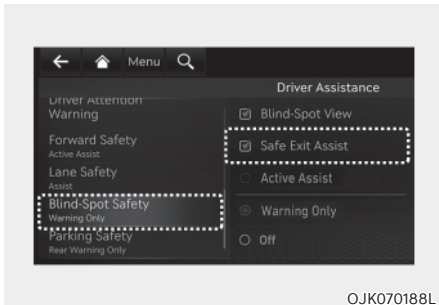 Menu
Driver Assistance
Driver Attention
Warning
Forward Safety
Active Assist
Lane Safety
Assist
Blind-Spot Safety
Warning Only
Parking Safety
Rear Warning Only
Blind-Spot View
Safe Exit Assist
Active Assist
Warning Only
Off
OJK070188L